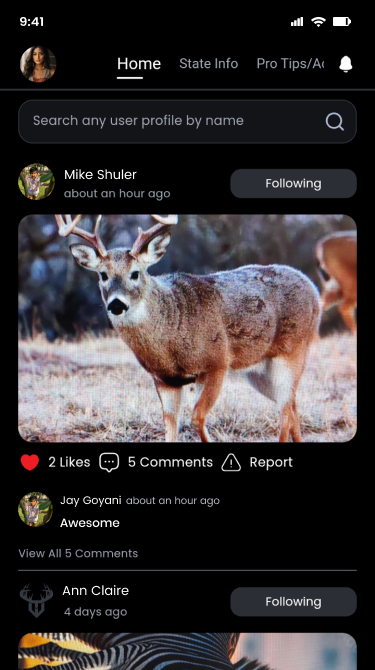 9:41
Home State Info Pro Tips/Ac
Search any user profile by name
Mike Shuler
about an hour ago
Following
2 Likes 5 Comments Report
Jay Goyani about an hour ago
Awesome
View All 5 Comments
Ann Claire
4 days ago
Following